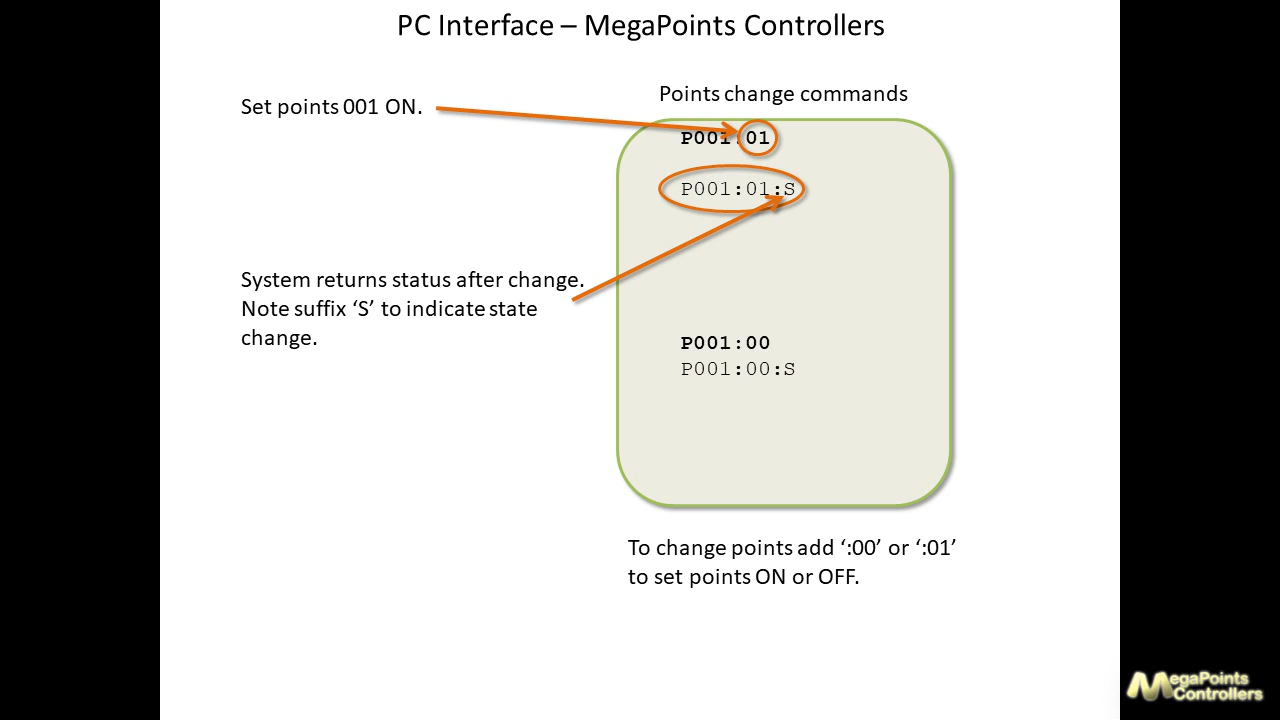 PC Interface – MegaPoints Controllers
Set points 001 ON.
Points change commands
P001:01
P001:01:S
System returns status after change.
Note suffix ‘S’ to indicate state
change.
P001:00
P001:00:S
To change points add ‘:00’ or ‘:01’
to set points ON or OFF.
MegaPoints
Controllers